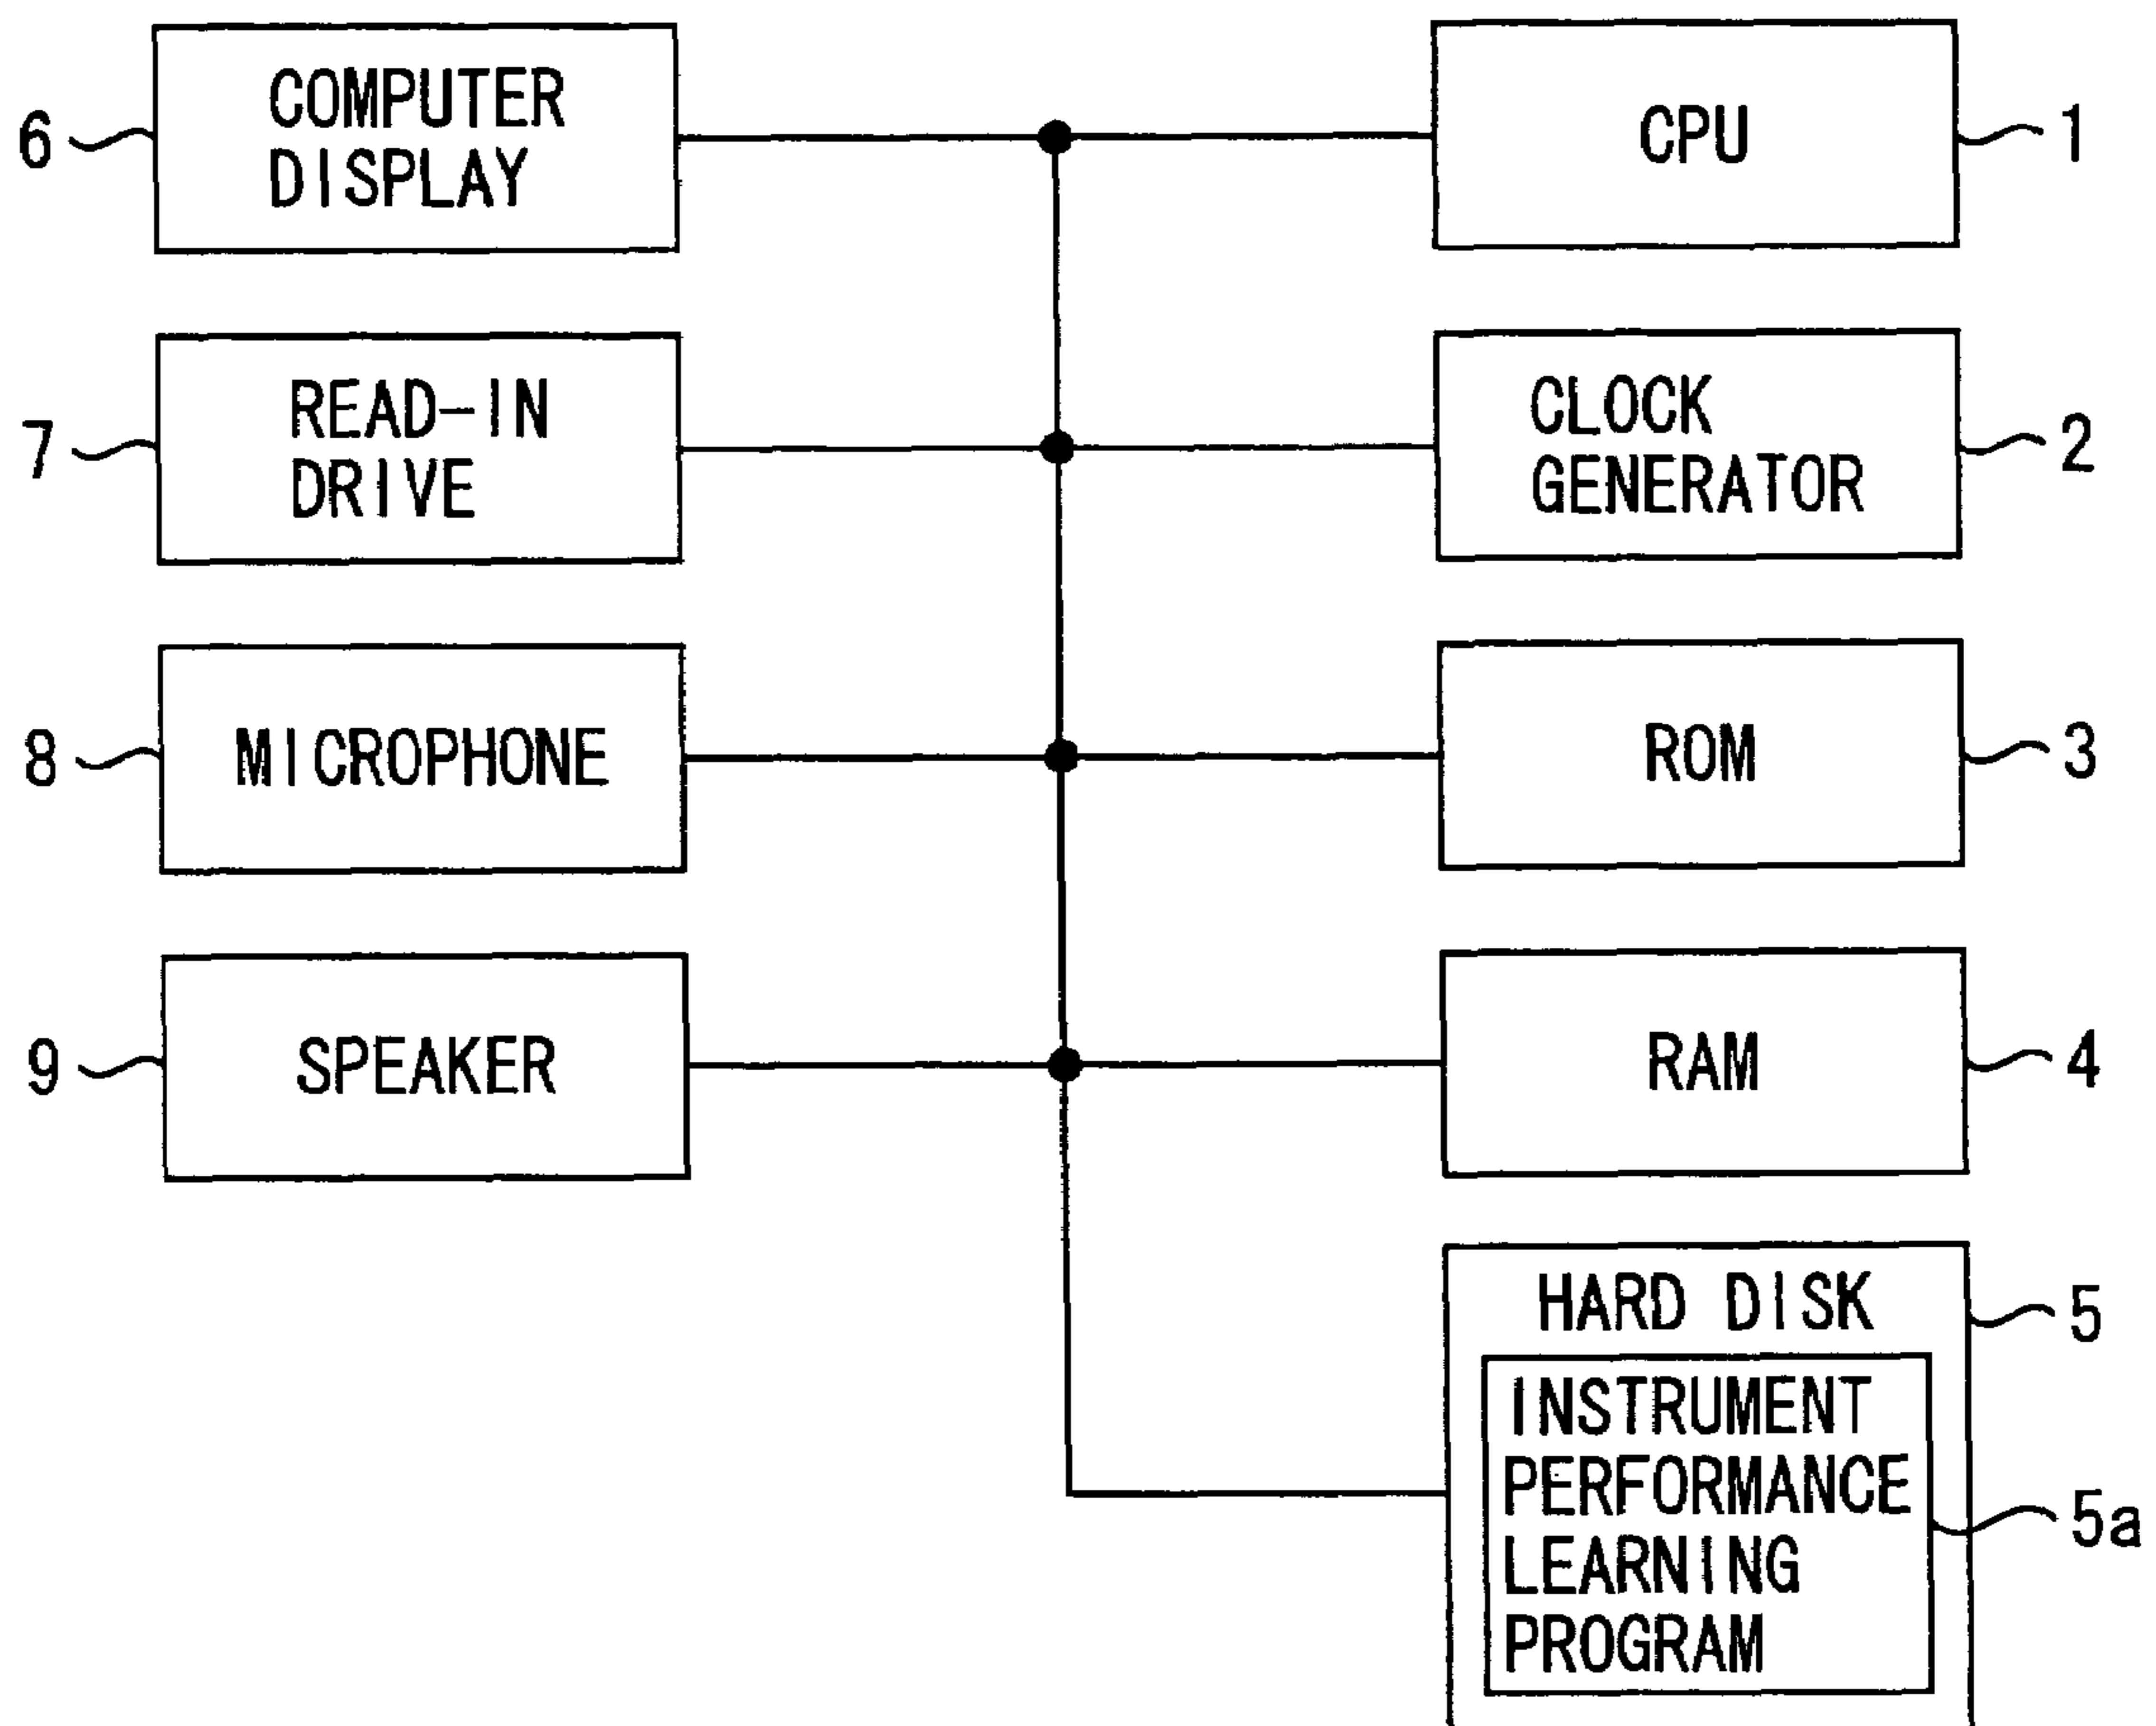 6
COMPUTER
DISPLAY
CPU
1
7
READ-IN
DRIVE
CLOCK
GENERATOR
2
8
MICROPHONE
ROM
3
9
SPEAKER
RAM
4
HARD DISK
5
INSTRUMENT
PERFORMANCE
LEARNING
PROGRAM
5a